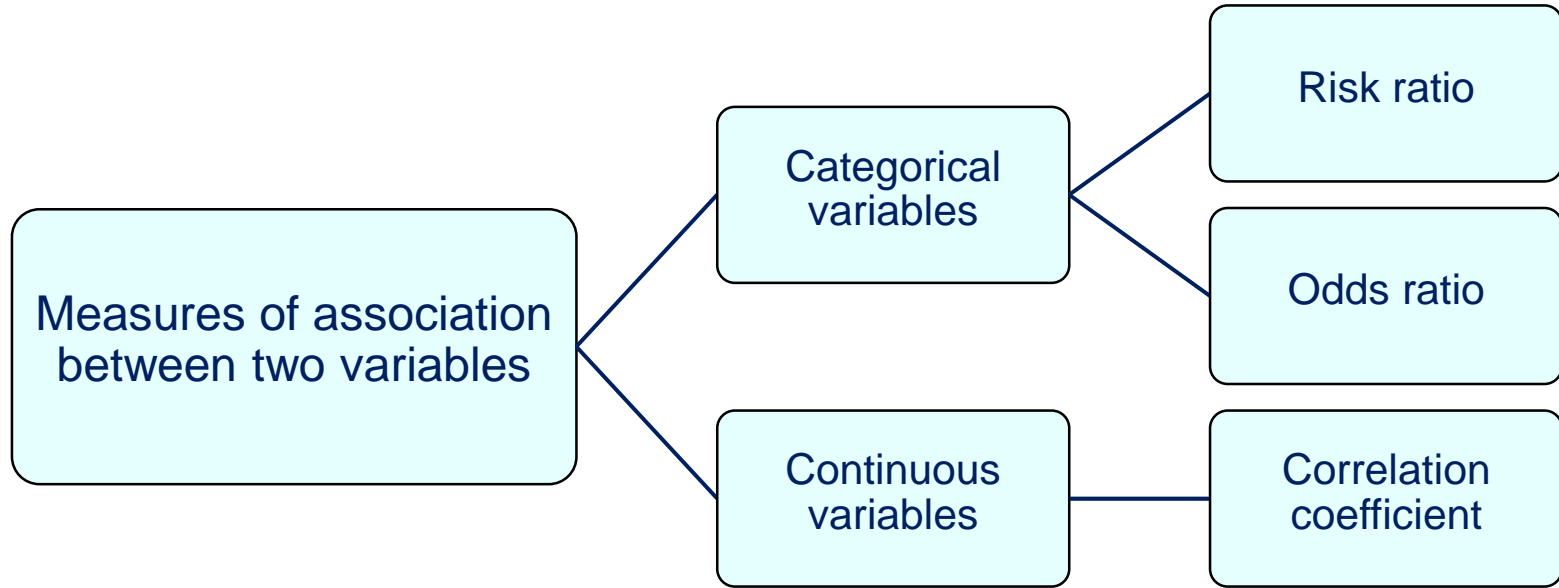 Measures of association
between two variables
Categorical
variables
Risk ratio
Odds ratio
Continuous
variables
Correlation
coefficient